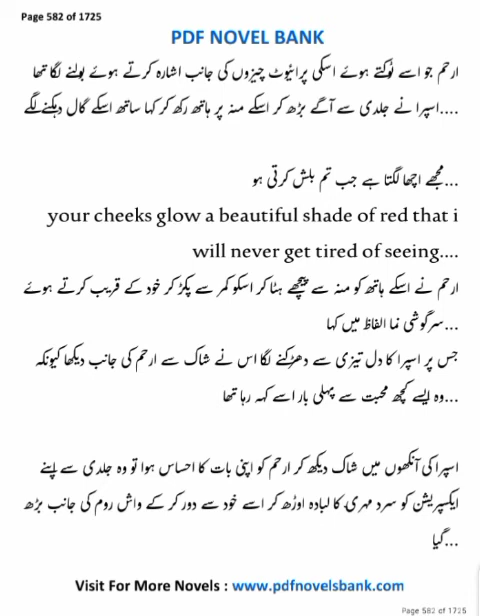 Page 582 of 1725
PDF NOVEL BANK
ارحم جو اسے ٹوکتے ہوئے اسکی پرائیوٹ چیزوں کی جانب اشارہ کرتے ہوئے بولنے لگا تھا
....اسپرا نے جلدی سے آگے بڑھ کر اسکے منہ پر ہاتھ رکھ کر کہا ساتھ اسکے گال دہکنے لگے
...مجھے اچھا لگتا ہے جب تم بلش کرتی ہو
your cheeks glow a beautiful shade of red that i
will never get tired of seeing....
ارحم نے اسکے ہاتھ کو منہ سے پیچھے ہٹا کر اسکو کمر سے پکڑ کر خود کے قریب کرتے ہوئے
...سرگوشی نما الفاظ میں کہا
جس پر اسپرا کا دل تیزی سے دھڑکنے لگا اس نے شاک سے ارحم کی جانب دیکھا کیونکہ
...وہ ایسے کچھ محبت سے پہلی بار اسے کہہ رہا تھا
اسپرا کی آنکھوں میں شاک دیکھ کر ارحم کو اپنی بات کا احساس ہوا تو وہ جلدی سے اپنے
ایکسپریشن کو سرد مہری کا لبادہ اوڑھ کر اسے خود سے دور کر کے واش روم کی جانب بڑھ
...گیا
Visit For More Novels : www.pdfnovelsbank.com
Page 582 of 1725